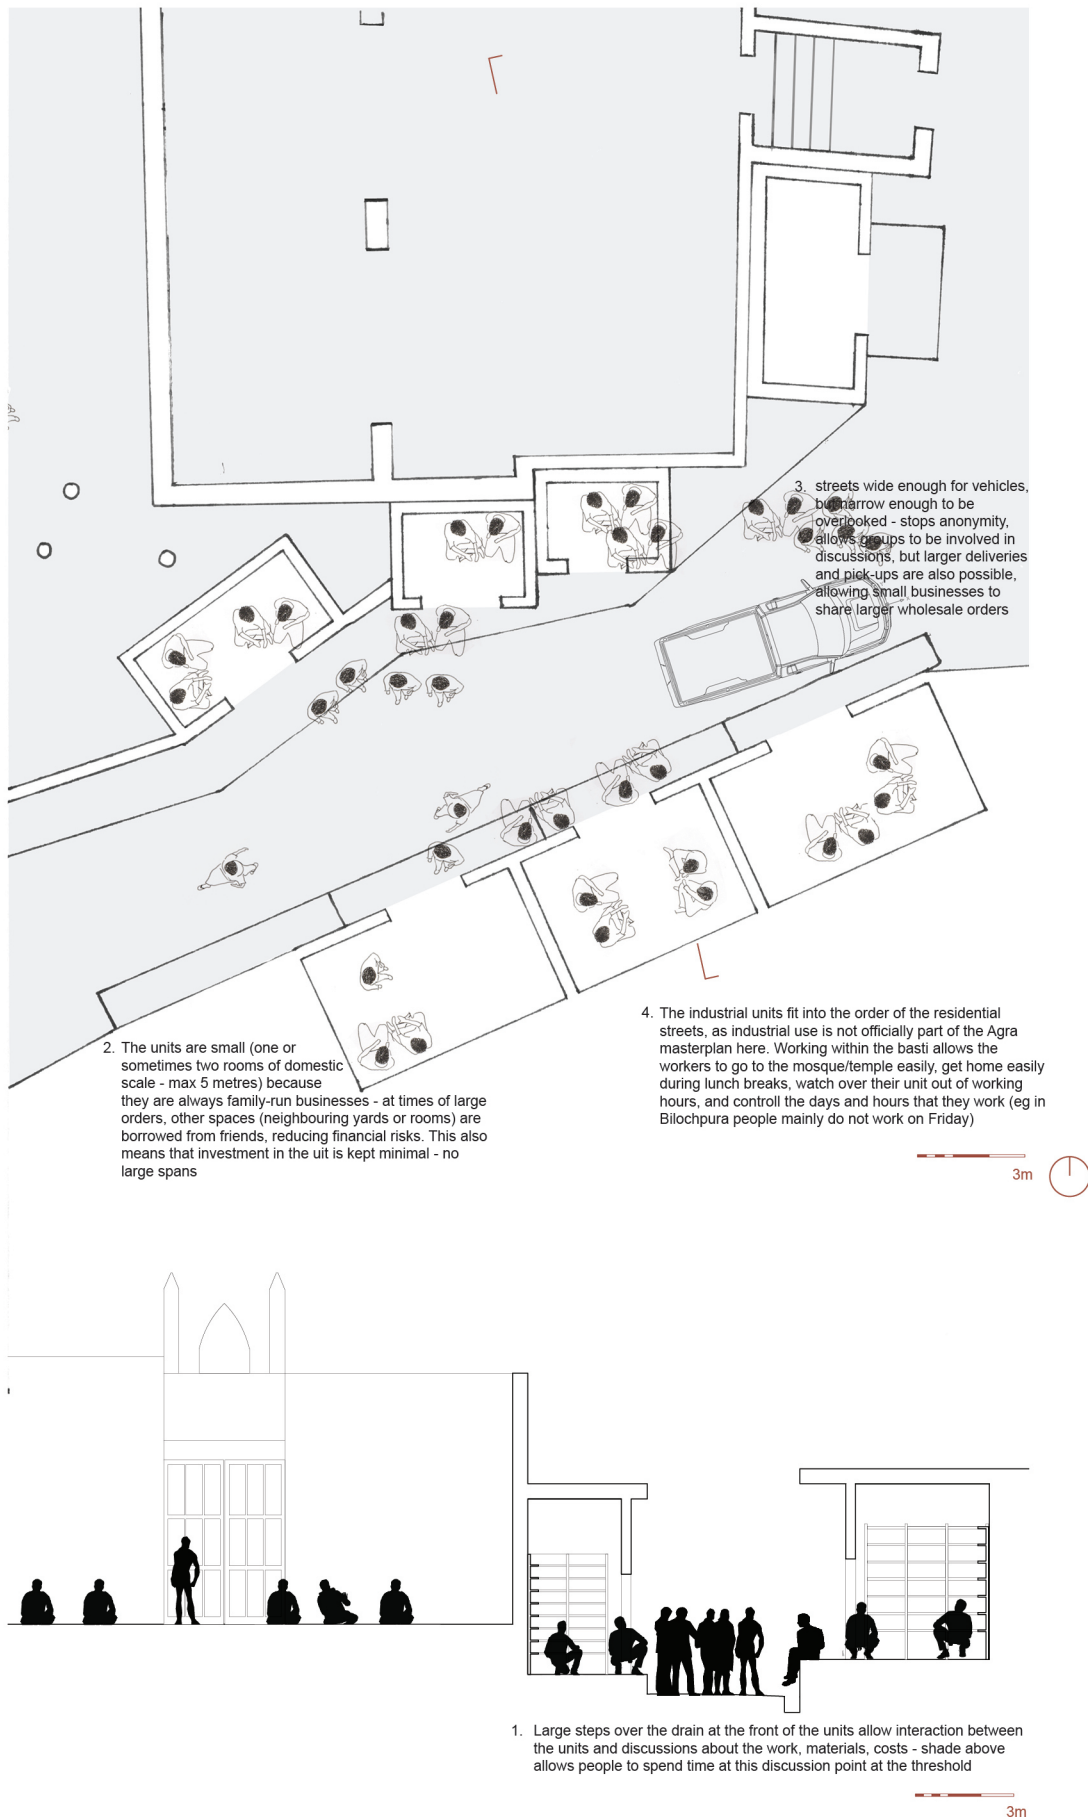 3. streets wide enough for vehicles,
but narrow enough to be
overlooked - stops anonymity,
allows groups to be involved in
discussions, but larger deliveries
and pick-ups are also possible,
allowing small businesses to
share larger wholesale orders
2. The units are small (one or
sometimes two rooms of domestic
scale - max 5 metres) because
they are always family-run businesses - at times of large
orders, other spaces (neighbouring yards or rooms) are
borrowed from friends, reducing financial risks. This also
means that investment in the uit is kept minimal - no
large spans
4. The industrial units fit into the order of the residential
streets, as industrial use is not officially part of the Agra
masterplan here. Working within the basti allows the
workers to go to the mosque/temple easily, get home easily
during lunch breaks, watch over their unit out of working
hours, and controll the days and hours that they work (eg in
Bilochpura people mainly do not work on Friday)
3m
1. Large steps over the drain at the front of the units allow interaction between
the units and discussions about the work, materials, costs - shade above
allows people to spend time at this discussion point at the threshold
3m